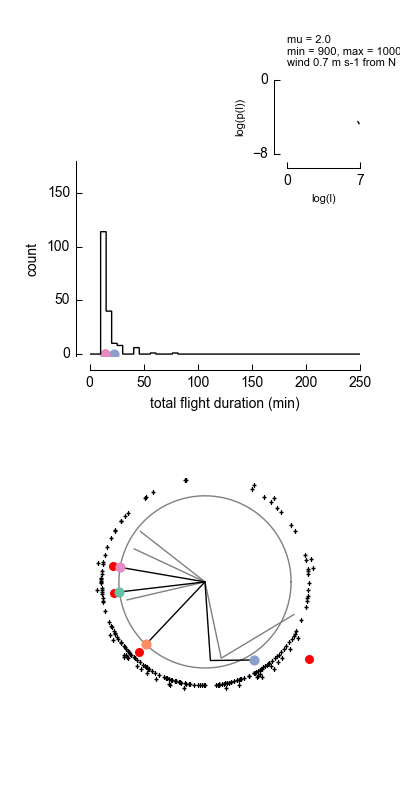 mu = 2.0
min = 900, max = 1000
wind 0.7 m s-1 from N
0
−8
log(p(l))
0 7
log(l)
150
100
50
0
count
0 50 100 150 200 250
total flight duration (min)